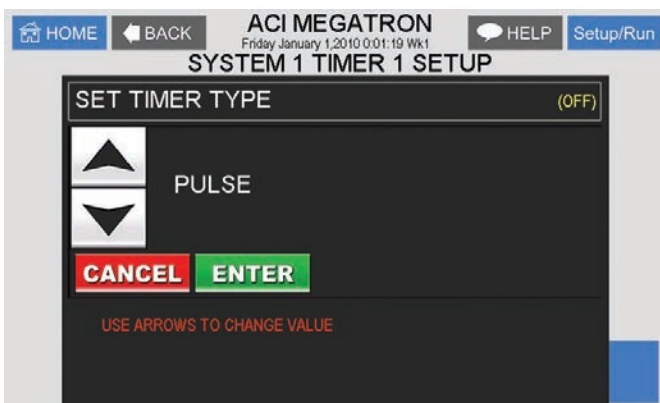 HOME
BACK
ACI MEGATRON
Friday January 1,2010 0:01:19 Wk1
HELP
Setup/Run
SYSTEM 1 TIMER 1 SETUP
SET TIMER TYPE (OFF)
PULSE
CANCEL ENTER
USE ARROWS TO CHANGE VALUE